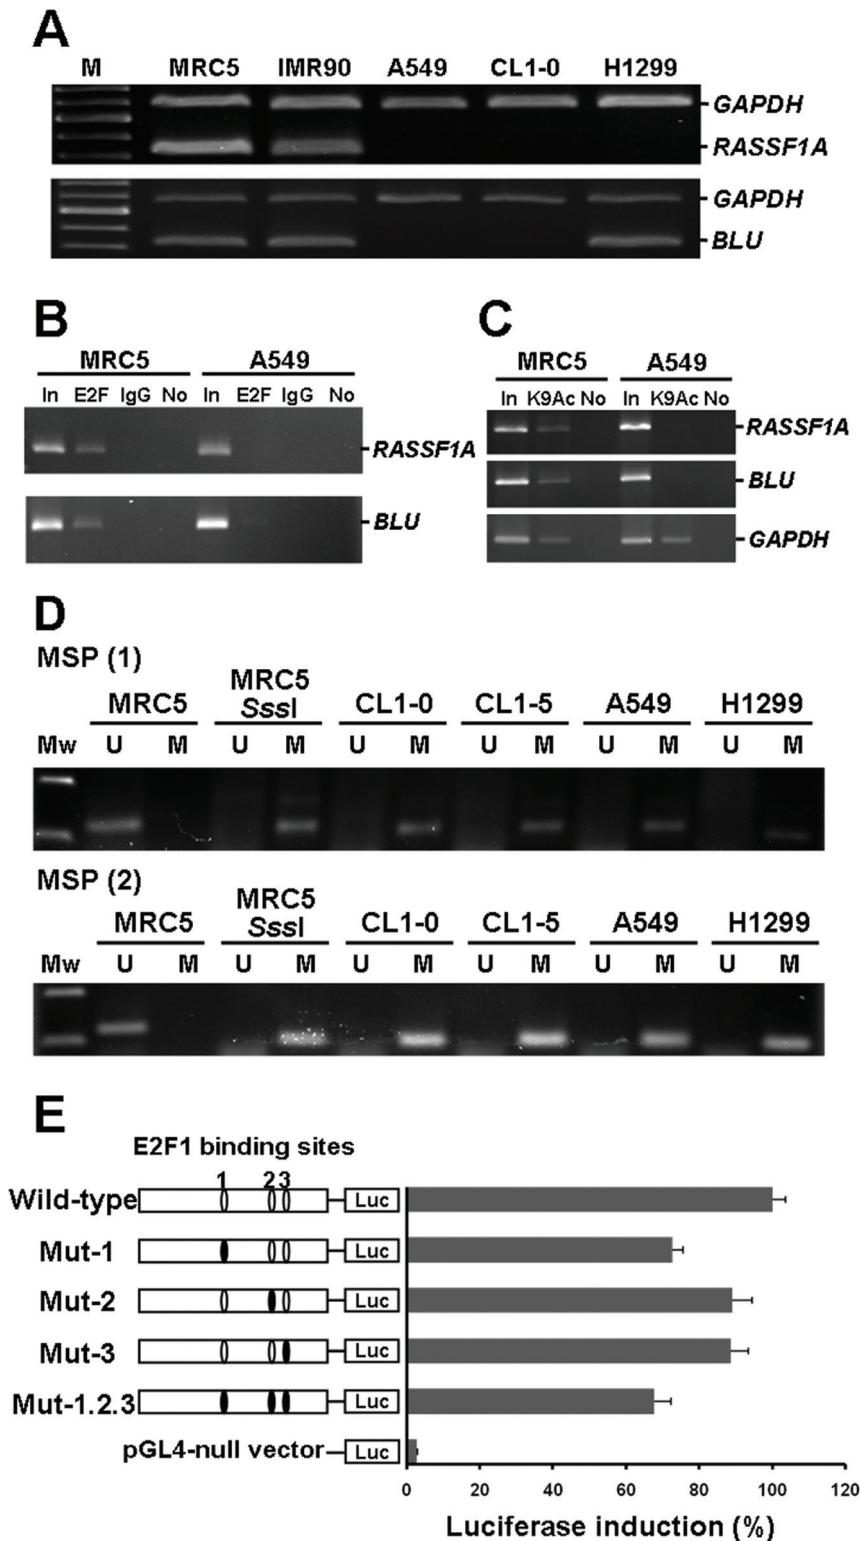 A
M MRC5 IMR90 A549 CL1-0 H1299
GAPDH
RASSF1A
GAPDH
BLU
B
MRC5 A549
In E2F IgG No In E2F IgG No
RASSF1A
BLU
C
MRC5 A549
In K9Ac No In K9Ac No
RASSF1A
BLU
GAPDH
D
MSP (1)
MRC5 MRC5 SssI CL1-0 CL1-5 A549 H1299
Mw U M U M U M U M U M U M
MSP (2)
MRC5 MRC5 SssI CL1-0 CL1-5 A549 H1299
Mw U M U M U M U M U M U M
E
E2F1 binding sites
1 2 3
Wild-type Luc
Mut-1 Luc
Mut-2 Luc
Mut-3 Luc
Mut-1.2.3 Luc
pGL4-null vector Luc
0 20 40 60 80 100 120
Luciferase induction (%)